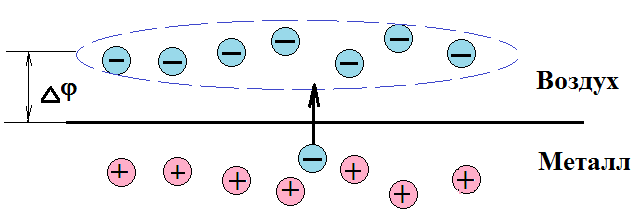 − − − − − − −
Воздух
Δφ
−
Металл
+ + + + + + +